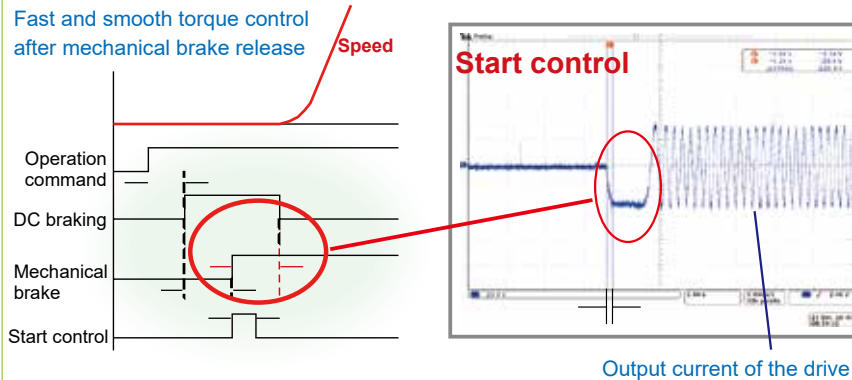 Fast and smooth torque control
after mechanical brake release
Speed
Operation
command
DC braking
Mechanical
brake
Start control
Start control
Output current of the drive